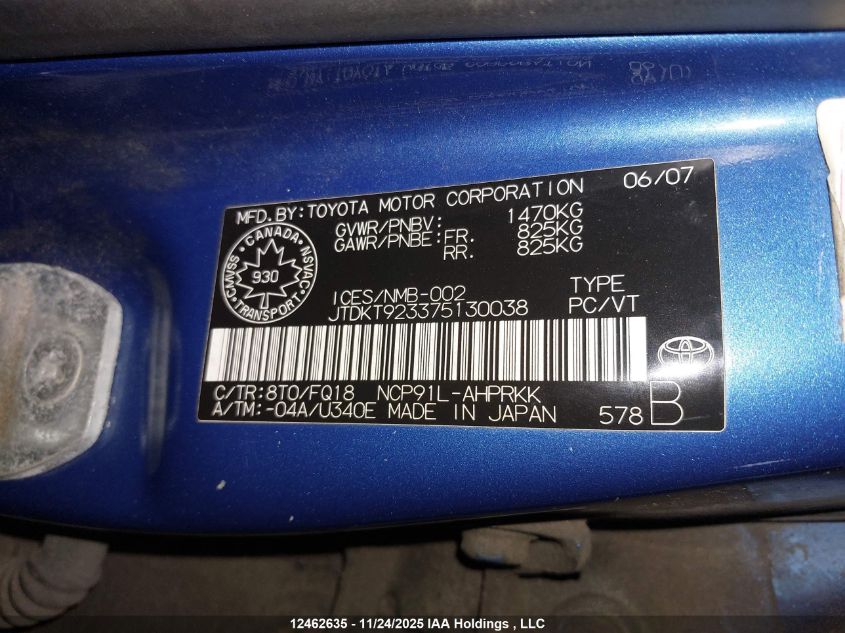 MFD.BY:TOYOTA MOTOR CORPORATION 06/07
GVWR/PNBV: 1470KG
GAWR/PNBE: FR. 825KG
RR. 825KG
CANADA
CMVSS NSVAC
930
TRANSPORT
ICES/NMB-002 TYPE
JTDKT923375130038 PC/VT
C/TR:8T0/FQ18 NCP91L-AHPRKK
A/TM:-04A/U340E MADE IN JAPAN 578 B
12462635 - 11/24/2025 IAA Holdings , LLC